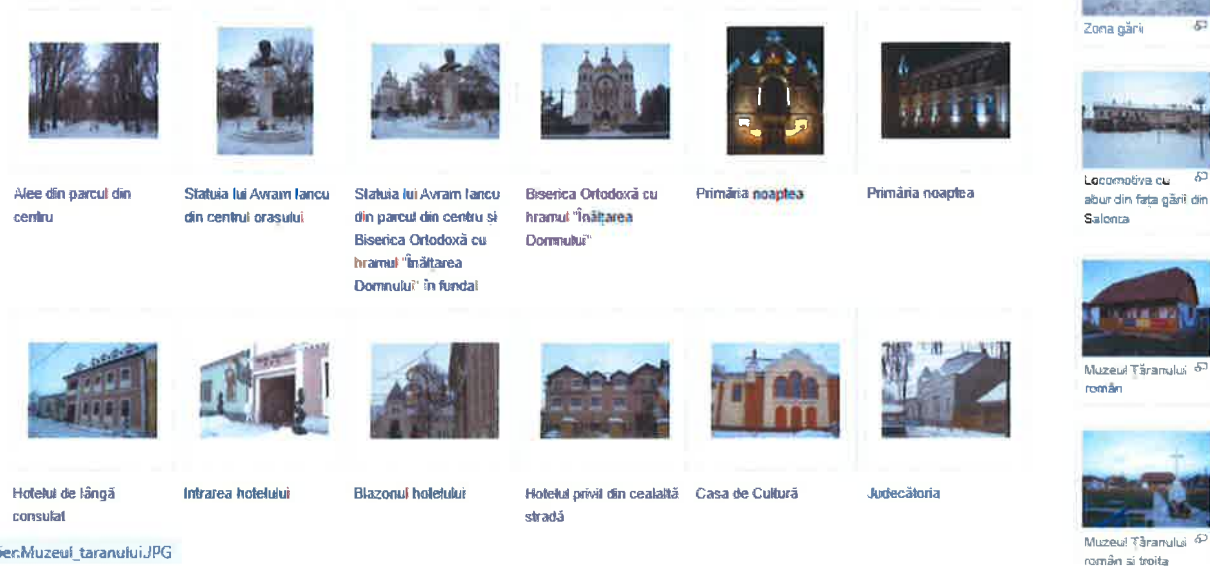 Alee din parcul din
centru
Statuia lui Avram Iancu
din centrul orașului
Statuia lui Avram Iancu
din parcul din centru și
Biserica Ortodoxă cu
hramul "Înălțarea
Domnului" în fundal
Biserica Ortodoxă cu
hramul "Înălțarea
Domnului"
Primăria noaptea
Primăria noaptea
Hotelul de lângă
consulat
Intrarea hotelului
Blazonul hotelului
Hotelul privit din cealaltă
stradă
Casa de Cultură
Judecătoria
ier:Muzeul_taranului.JPG
Zona gării
Locomotiva cu
abur din fața gării din
Salonta
Muzeul Țăranului
român
Muzeul Țăranului
român și troița